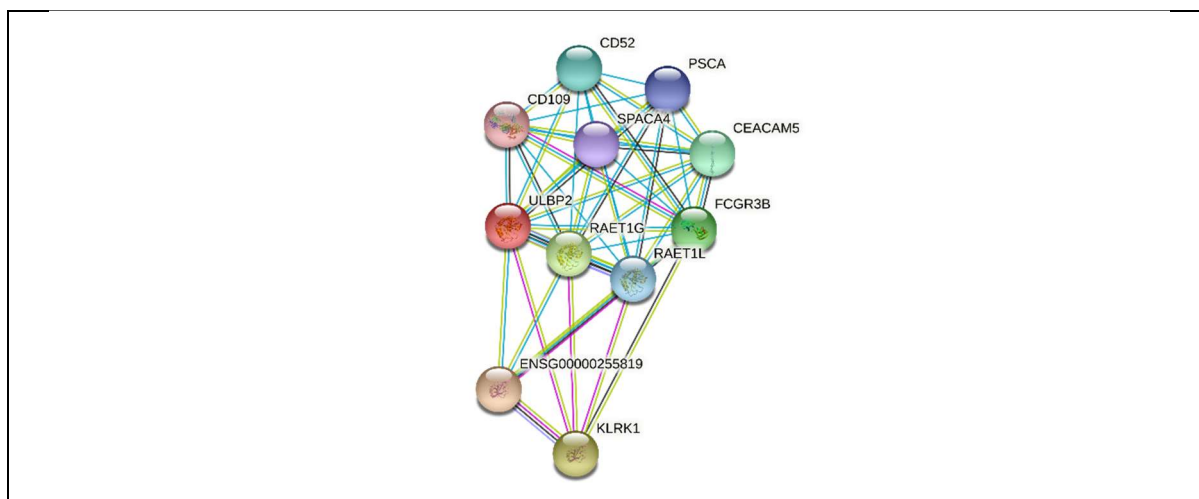 CD52
PSCA
CD109
SPACA4
CEACAM5
ULBP2
FCGR3B
RAET1G
RAET1L
ENSG00000255819
KLRK1